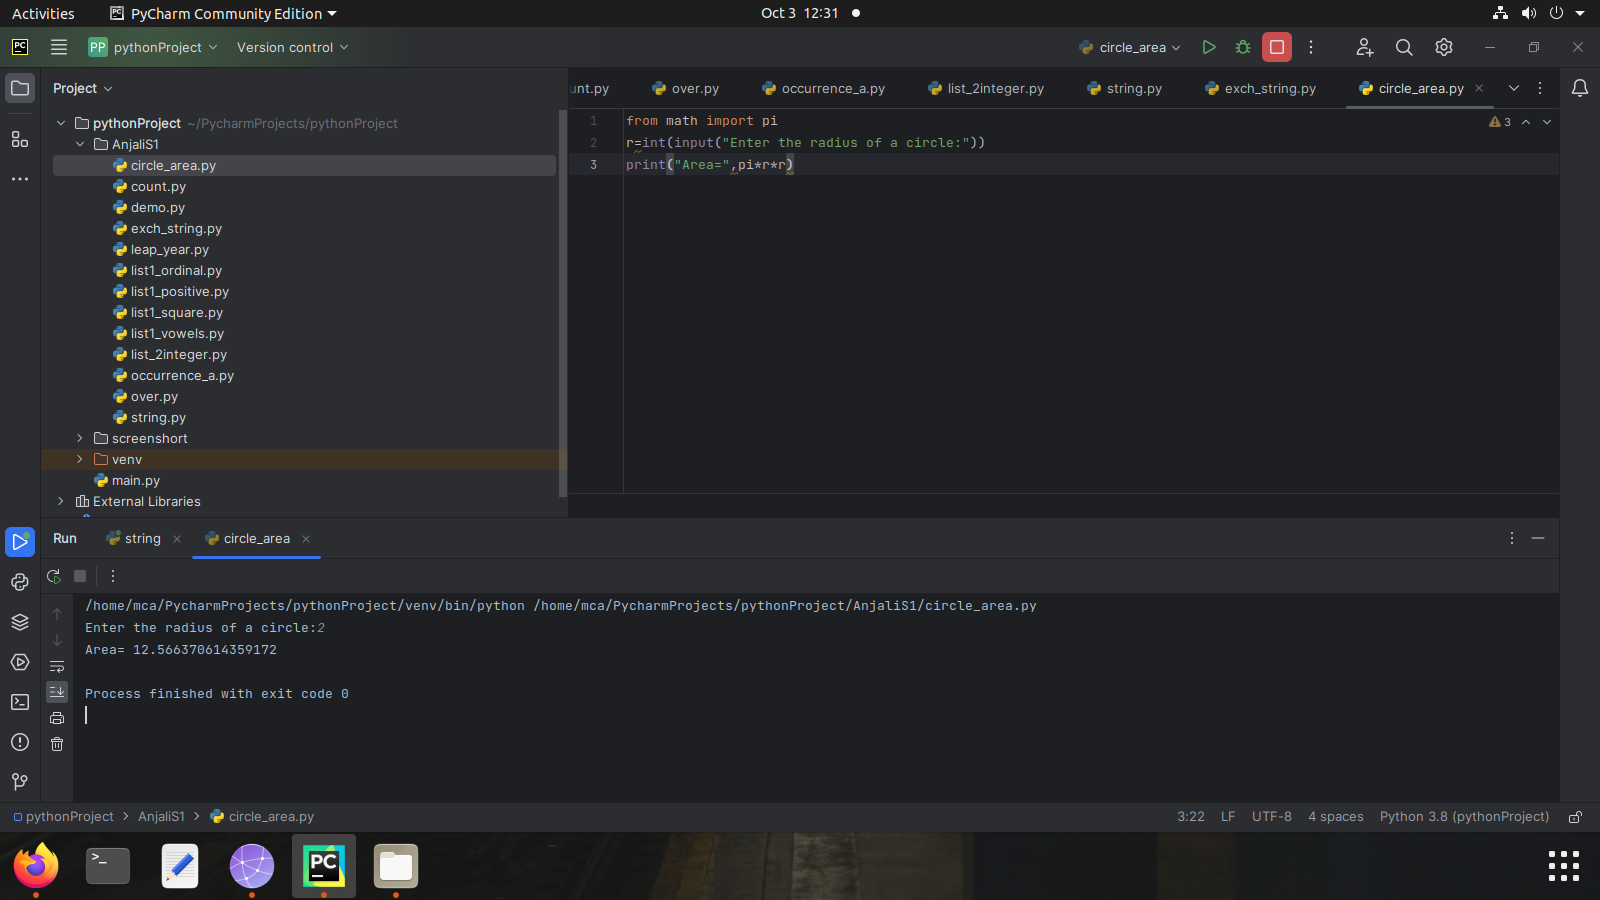 Activities PyCharm Community Edition Oct 3 12:31
PC PP pythonProject Version control circle_area
Project
unt.py over.py occurrence_a.py list_2integer.py string.py exch_string.py circle_area.py
pythonProject ~/PycharmProjects/pythonProject
AnjaliS1
circle_area.py
count.py
demo.py
exch_string.py
leap_year.py
list1_ordinal.py
list1_positive.py
list1_square.py
list1_vowels.py
list_2integer.py
occurrence_a.py
over.py
string.py
screenshort
venv
main.py
External Libraries
1 from math import pi
2 r=int(input("Enter the radius of a circle:"))
3 print("Area=",pi*r*r)
3
Run string circle_area
/home/mca/PycharmProjects/pythonProject/venv/bin/python /home/mca/PycharmProjects/pythonProject/AnjaliS1/circle_area.py
Enter the radius of a circle:2
Area= 12.566370614359172
Process finished with exit code 0
pythonProject > AnjaliS1 > circle_area.py 3:22 LF UTF-8 4 spaces Python 3.8 (pythonProject)
>_ PC